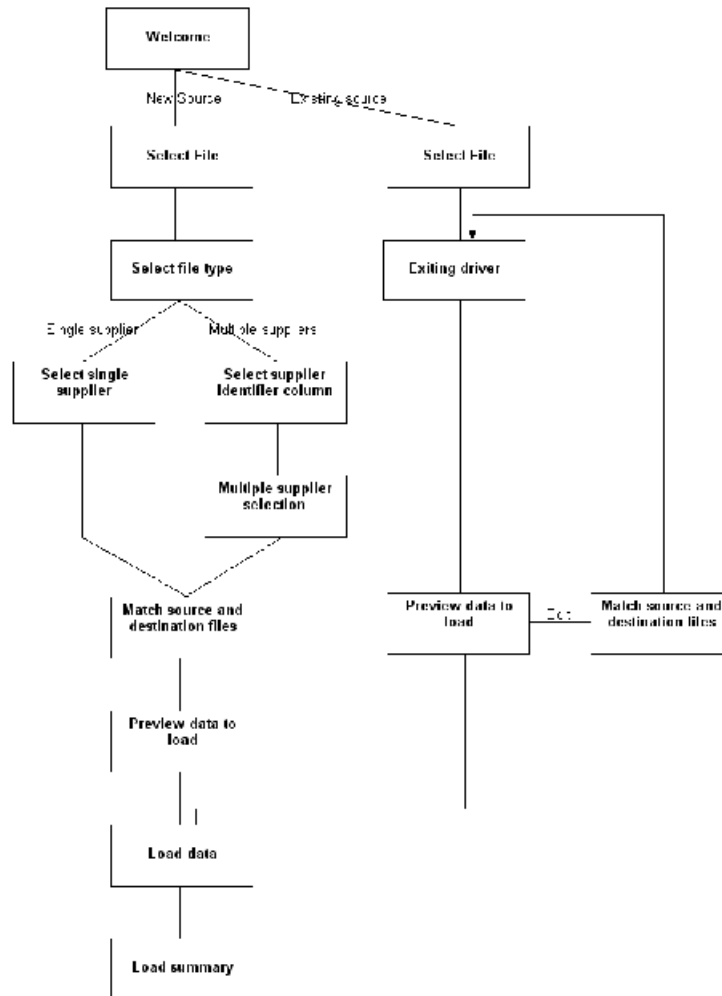 Welcome
New Source
Existing source
Select File
Select File
Select file type
Exiting driver
Single supplier
Multiple suppliers
Select single
supplier
Select supplier
identifier column
Multiple supplier
selection
Match source and
destination files
Preview data to
load
Edit
Match source and
destination files
Preview data to
load
Load data
Load summary